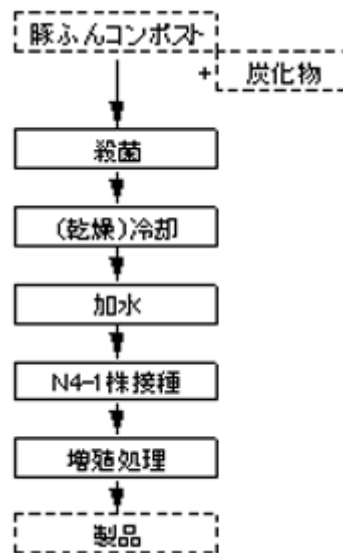 豚ふんコンポスト
+ 炭化物
殺菌
(乾燥)冷却
加水
N4-1株接種
増殖処理
製品